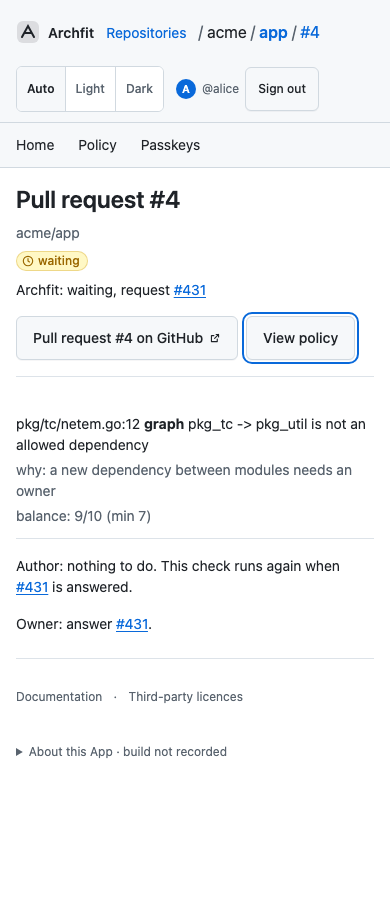 Archfit Repositories / acme / app / #4
Auto Light Dark A @alice Sign out
Home Policy Passkeys
Pull request #4
acme/app
waiting
Archfit: waiting, request #431
Pull request #4 on GitHub View policy
pkg/tc/netem.go:12 graph pkg_tc -> pkg_util is not an
allowed dependency
why: a new dependency between modules needs an
owner
balance: 9/10 (min 7)
Author: nothing to do. This check runs again when
#431 is answered.
Owner: answer #431.
Documentation · Third-party licences
About this App · build not recorded